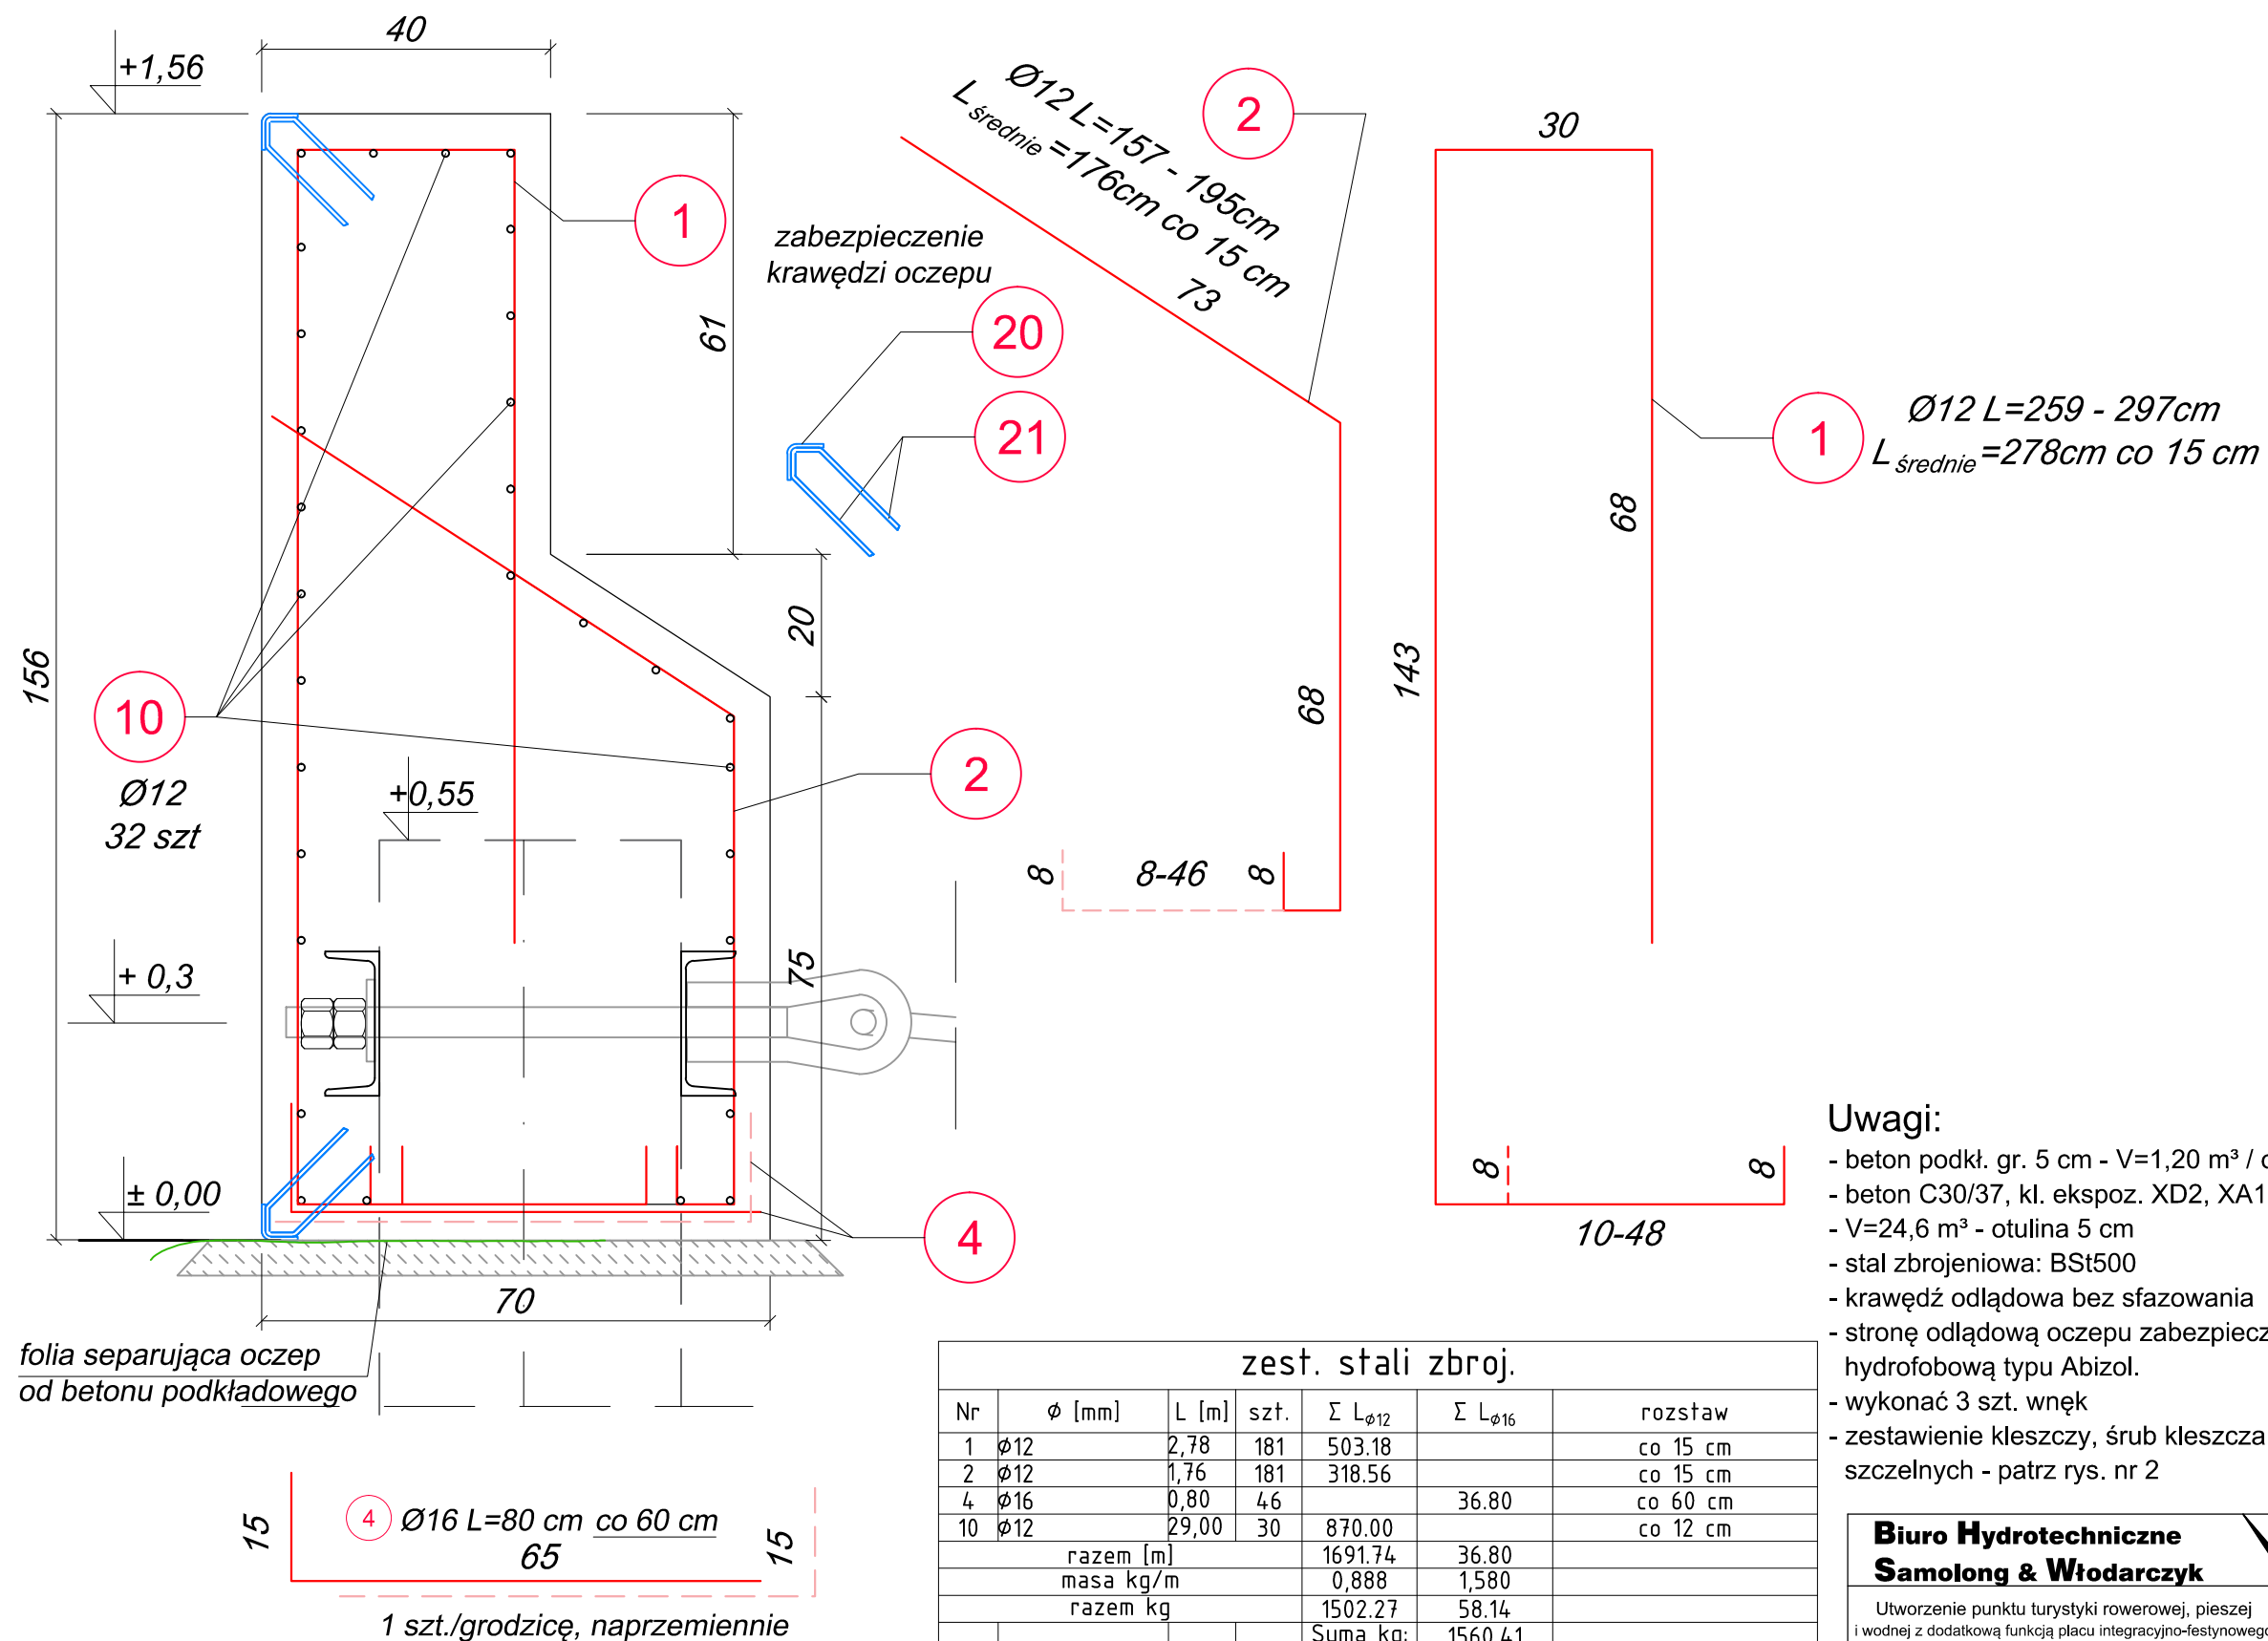 40
+1,56
Ø12 L=157 - 195cm
L średnie =176cm co 15 cm
73
2
30
1
zabezpieczenie
krawędzi oczepu
61
20
21
1
Ø12 L=259 - 297cm
L średnie =278cm co 15 cm
68
156
20
143
68
10
Ø12
32 szt
+0,55
2
8
8-46
8
75
+ 0,3
± 0,00
4
8
8
10-48
70
folia separująca oczep
od betonu podkładowego
15
4 Ø16 L=80 cm co 60 cm
65
15
1 szt./grodzicę, naprzemiennie
zest. stali zbroj.
Nr φ [mm] L [m] szt. Σ Lφ12 Σ Lφ16 rozstaw
1 φ12 2,78 181 503.18 co 15 cm
2 φ12 1,76 181 318.56 co 15 cm
4 φ16 0,80 46 36.80 co 60 cm
10 φ12 29,00 30 870.00 co 12 cm
razem [m] 1691.74 36.80
masa kg/m 0,888 1,580
razem kg 1502.27 58.14
Suma kg: 1560.41
Uwagi:
- beton podkł. gr. 5 cm - V=1,20 m³ /
- beton C30/37, kl. ekspoz. XD2, XA1
- V=24,6 m³ - otulina 5 cm
- stal zbrojeniowa: BSt500
- krawędź odlądowa bez sfazowania
- stronę odlądową oczepu zabezpiecz
hydrofobową typu Abizol.
- wykonać 3 szt. wnęk
- zestawienie kleszczy, śrub kleszcza
szczelnych - patrz rys. nr 2
Biuro Hydrotechniczne
Samolong & Włodarczyk
Utworzenie punktu turystyki rowerowej, pieszej
i wodnej z dodatkową funkcją placu integracyjno-festynowego